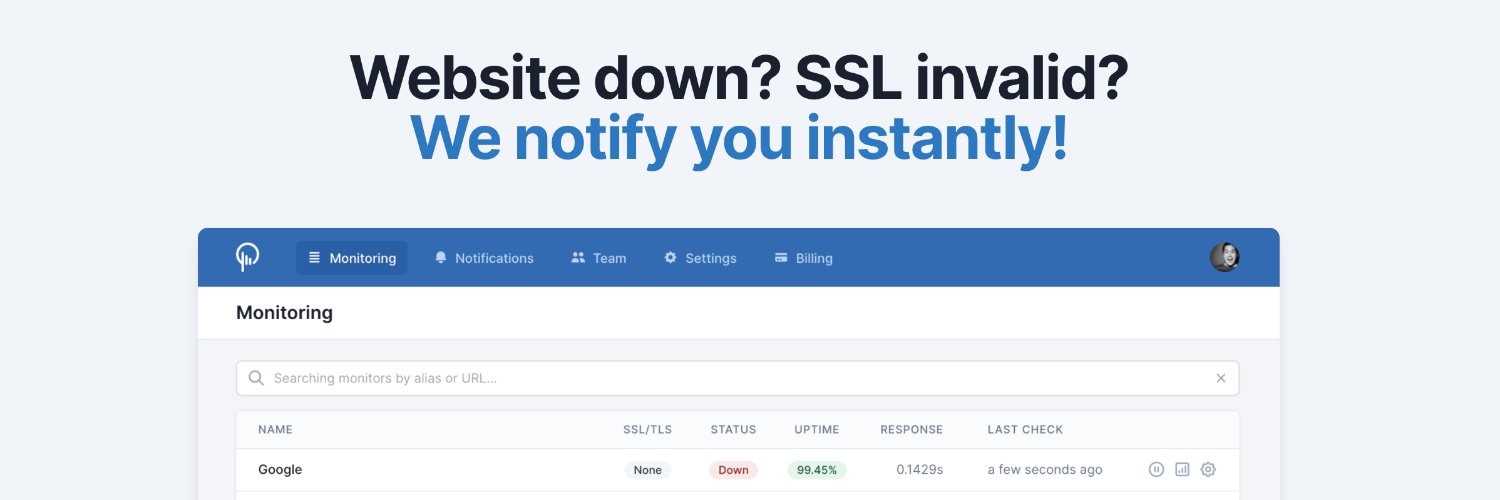 Website down? SSL invalid?
We notify you instantly!
Monitoring Notifications Team Settings Billing
Monitoring
Searching monitors by alias or URL...
NAME SSL/TLS STATUS UPTIME RESPONSE LAST CHECK
Google None Down 99.45% 0.1429s a few seconds ago